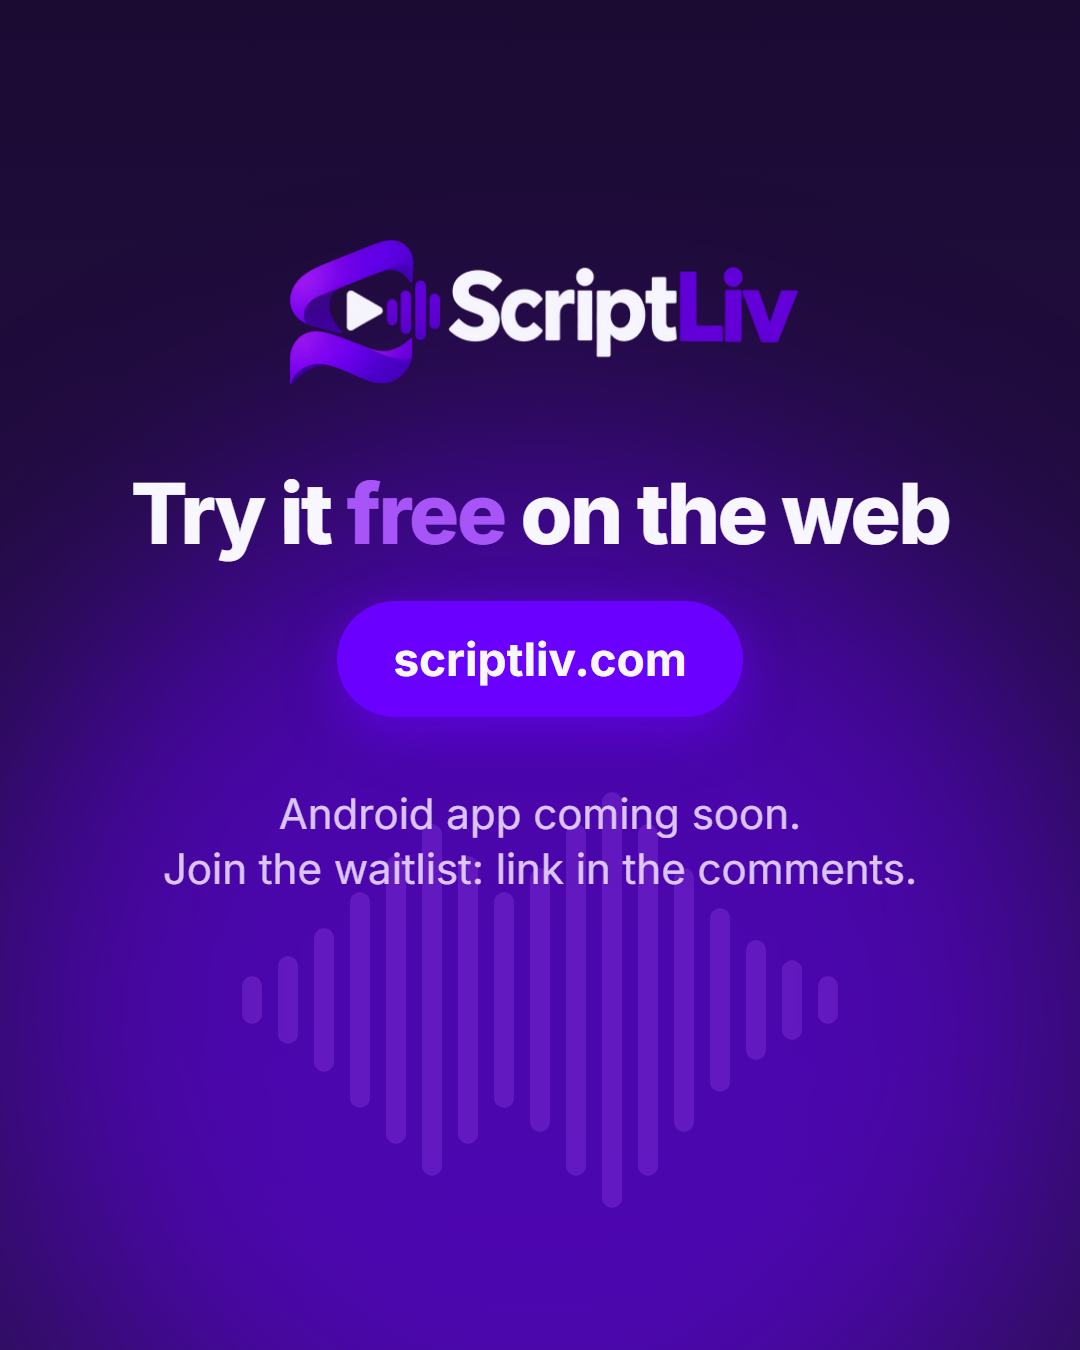 ScriptLiv
Try it free on the web
scriptliv.com
Android app coming soon.
Join the waitlist: link in the comments.